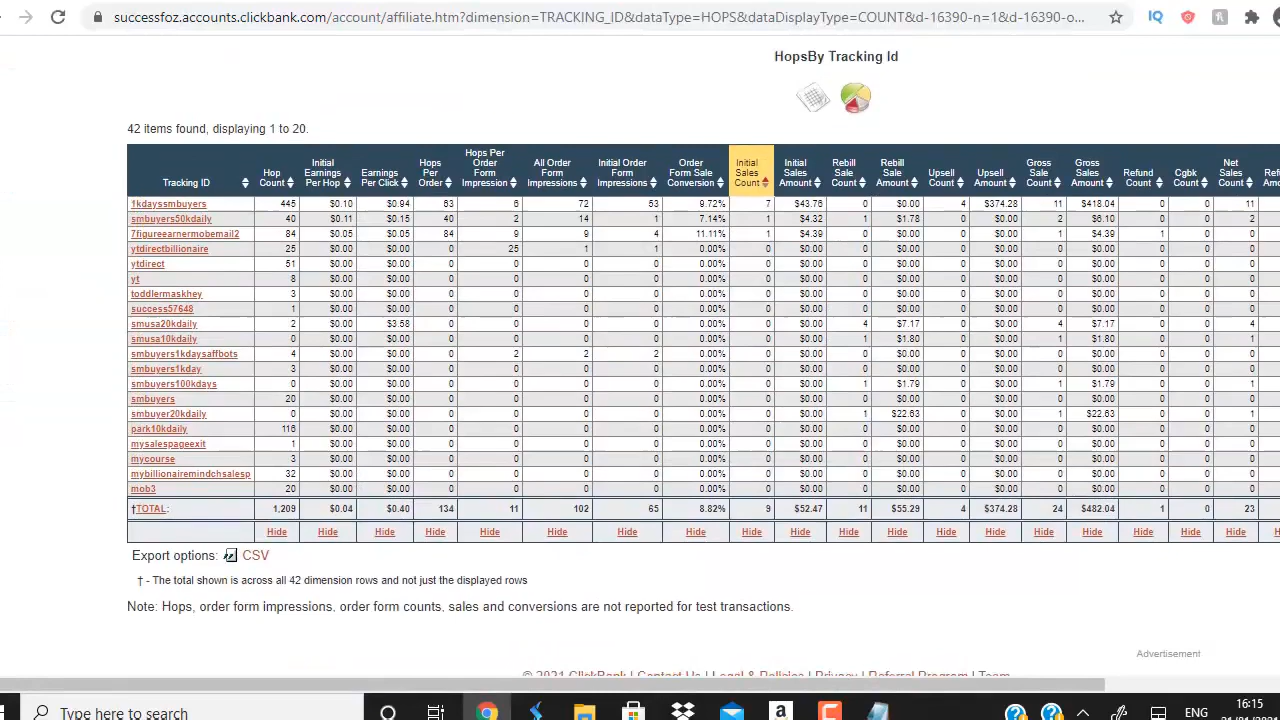 successfoz.accounts.clickbank.com/account/affiliate.htm?dimension=TRACKING_ID&dataType=HOPS&dataDisplayType=COUNT&d-16390-n=1&d-16390-o...
HopsBy Tracking Id
42 items found, displaying 1 to 20.
Tracking ID Hop Count Initial Earnings Per Hop Earnings Per Click Hops Per Order Hops Per Order Form Impression All Order Form Impressions Initial Order Form Impressions Order Form Sale Conversion Initial Sales Count Initial Sales Amount Rebill Sale Count Rebill Sale Amount Upsell Count Upsell Amount Gross Sale Count Gross Sales Amount Refund Count Cgbk Count Net Sales Count
1kdayssmbuyers 445 $0.10 $0.94 63 6 72 53 9.72% 7 $43.76 0 $0.00 4 $374.28 11 $418.04 0 0 11
smbuyers50kdaily 40 $0.11 $0.15 40 2 14 1 7.14% 1 $4.32 1 $1.78 0 $0.00 2 $6.10 0 0 2
7figureearnermobemail2 84 $0.05 $0.05 84 9 9 4 11.11% 1 $4.39 0 $0.00 0 $0.00 1 $4.39 1 0 0
ytdirectbillionaire 25 $0.00 $0.00 0 25 1 1 0.00% 0 $0.00 0 $0.00 0 $0.00 0 $0.00 0 0 0
ytdirect 51 $0.00 $0.00 0 0 0 0 0.00% 0 $0.00 0 $0.00 0 $0.00 0 $0.00 0 0 0
yt 8 $0.00 $0.00 0 0 0 0 0.00% 0 $0.00 0 $0.00 0 $0.00 0 $0.00 0 0 0
toddlermaskhey 3 $0.00 $0.00 0 0 0 0 0.00% 0 $0.00 0 $0.00 0 $0.00 0 $0.00 0 0 0
success57648 1 $0.00 $0.00 0 0 0 0 0.00% 0 $0.00 0 $0.00 0 $0.00 0 $0.00 0 0 0
smusa20kdaily 2 $0.00 $3.58 0 0 0 0 0.00% 0 $0.00 4 $7.17 0 $0.00 4 $7.17 0 0 4
smusa10kdaily 0 $0.00 $0.00 0 0 0 0 0.00% 0 $0.00 1 $1.80 0 $0.00 1 $1.80 0 0 1
smbuyers1kdaysaffbots 4 $0.00 $0.00 0 2 2 2 0.00% 0 $0.00 0 $0.00 0 $0.00 0 $0.00 0 0 0
smbuyers1kday 3 $0.00 $0.00 0 0 0 0 0.00% 0 $0.00 0 $0.00 0 $0.00 0 $0.00 0 0 0
smbuyers100kdays 0 $0.00 $0.00 0 0 0 0 0.00% 0 $0.00 1 $1.79 0 $0.00 1 $1.79 0 0 1
smbuyers 20 $0.00 $0.00 0 0 0 0 0.00% 0 $0.00 0 $0.00 0 $0.00 0 $0.00 0 0 0
smbuyer20kdaily 0 $0.00 $0.00 0 0 0 0 0.00% 0 $0.00 1 $22.63 0 $0.00 1 $22.63 0 0 1
park10kdaily 116 $0.00 $0.00 0 0 0 0 0.00% 0 $0.00 0 $0.00 0 $0.00 0 $0.00 0 0 0
mysalespageexit 1 $0.00 $0.00 0 0 0 0 0.00% 0 $0.00 0 $0.00 0 $0.00 0 $0.00 0 0 0
mycourse 3 $0.00 $0.00 0 0 0 0 0.00% 0 $0.00 0 $0.00 0 $0.00 0 $0.00 0 0 0
mybillionairemindchsalesp 32 $0.00 $0.00 0 0 0 0 0.00% 0 $0.00 0 $0.00 0 $0.00 0 $0.00 0 0 0
mob3 20 $0.00 $0.00 0 0 0 0 0.00% 0 $0.00 0 $0.00 0 $0.00 0 $0.00 0 0 0
†TOTAL: 1,209 $0.04 $0.40 134 11 102 65 8.82% 9 $52.47 11 $55.29 4 $374.28 24 $482.04 1 0 23
Hide Hide Hide Hide Hide Hide Hide Hide Hide Hide Hide Hide Hide Hide Hide Hide Hide Hide Hide
Export options: CSV
† - The total shown is across all 42 dimension rows and not just the displayed rows
Note: Hops, order form impressions, order form counts, sales and conversions are not reported for test transactions.
Advertisement
© 2021 ClickBank | Contact Us | Legal & Policies | Privacy | Referral Program | Team
Type here to search
ENG
16:15